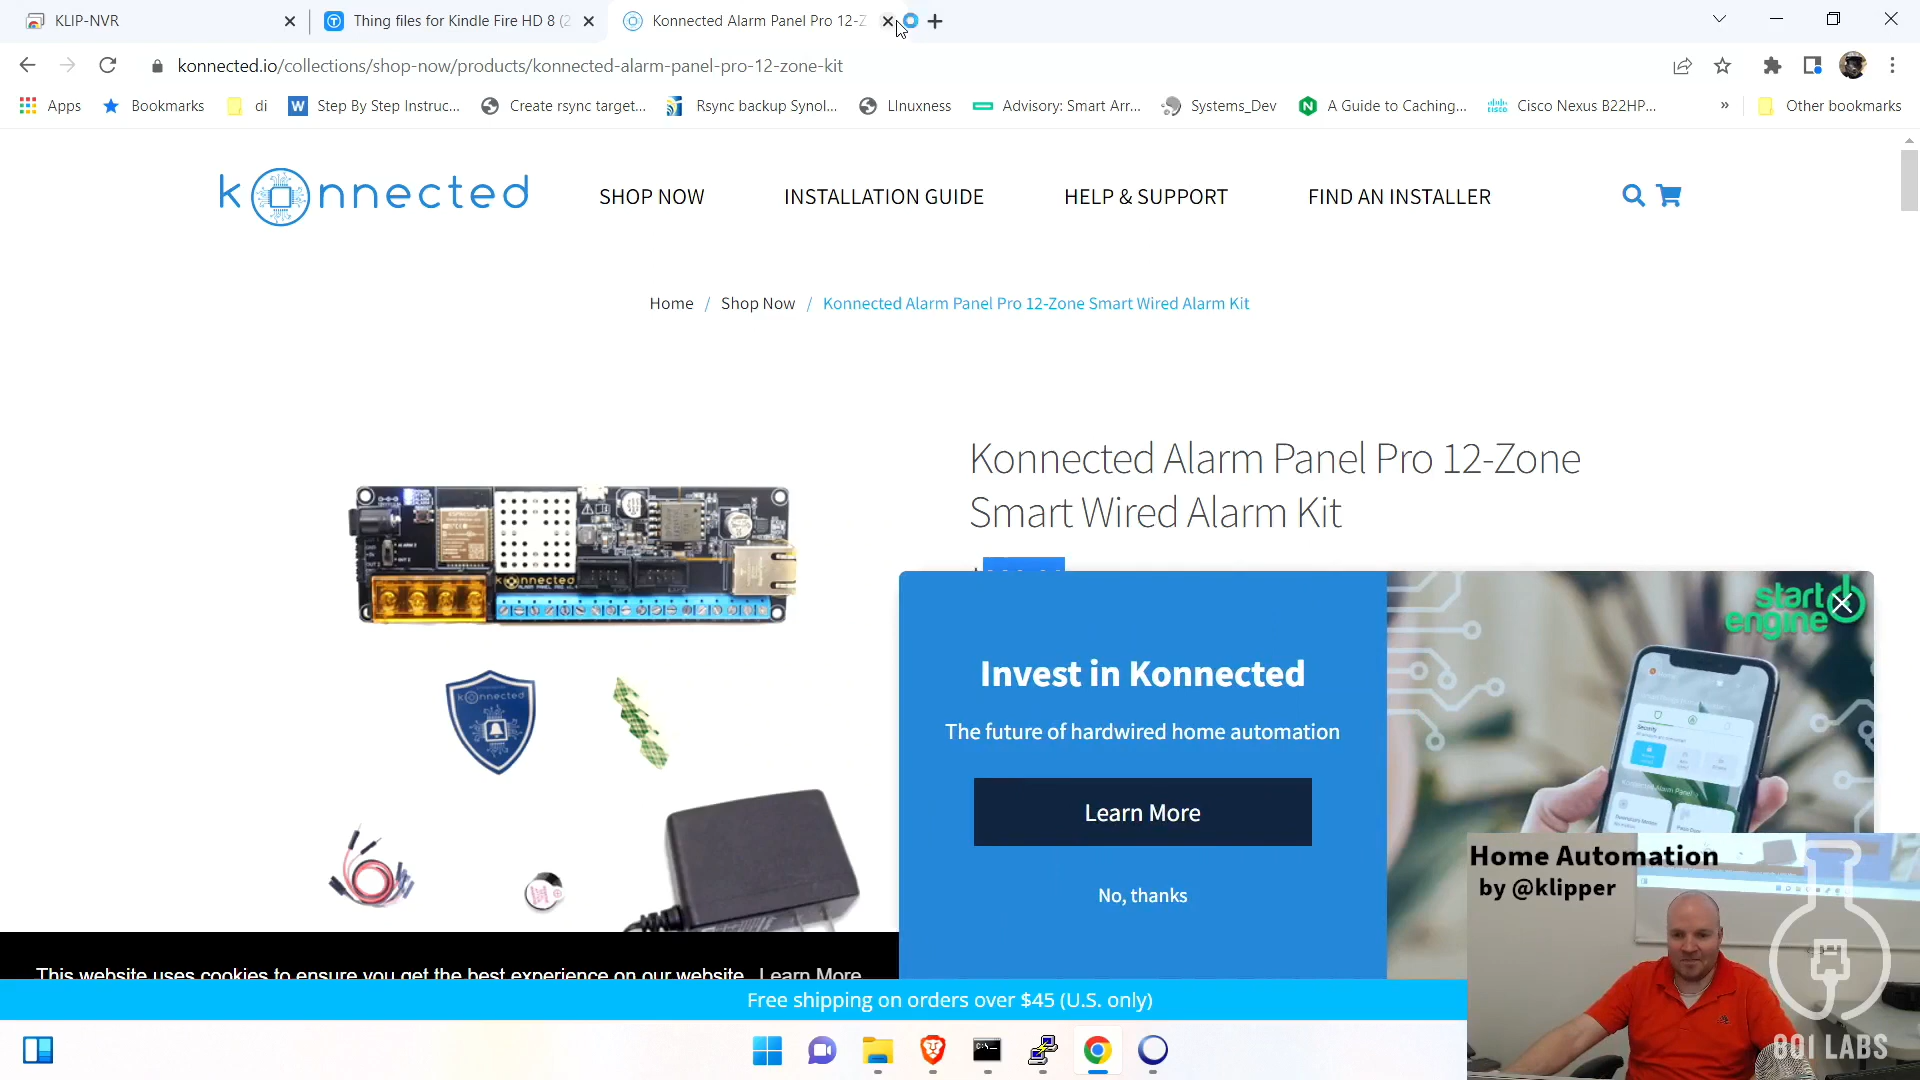 KLIP-NVR
Thing files for Kindle Fire HD 8 (2
Konnected Alarm Panel Pro 12-Z
konnected.io/collections/shop-now/products/konnected-alarm-panel-pro-12-zone-kit
Apps
Bookmarks
di
Step By Step Instruc...
Create rsync target...
Rsync backup Synol...
LInuxness
Advisory: Smart Arr...
Systems_Dev
A Guide to Caching...
Cisco Nexus B22HP...
»
Other bookmarks
konnected
SHOP NOW
INSTALLATION GUIDE
HELP & SUPPORT
FIND AN INSTALLER
Home / Shop Now / Konnected Alarm Panel Pro 12-Zone Smart Wired Alarm Kit
Konnected Alarm Panel Pro 12-Zone
Smart Wired Alarm Kit
konnected
konnected
start
engine
Invest in Konnected
The future of hardwired home automation
Learn More
No, thanks
This website uses cookies to ensure you get the best experience on our website. Learn More
Free shipping on orders over $45 (U.S. only)
Home Automation
by @klipper
801 LABS